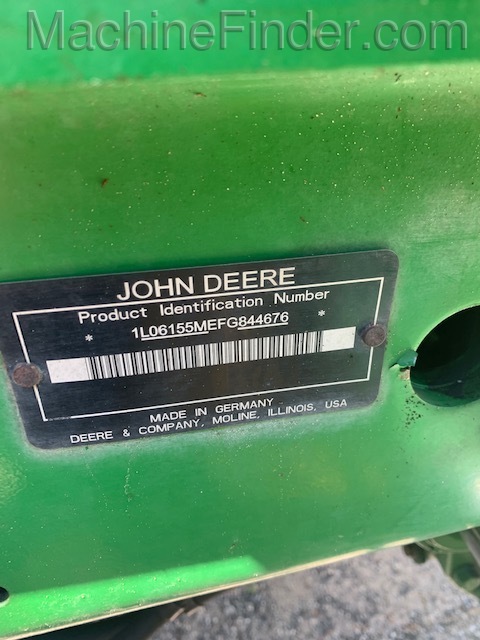 MachineFinder.com
JOHN DEERE
Product Identification Number
* 1L06155MEFG844676 *
MADE IN GERMANY
DEERE & COMPANY, MOLINE, ILLINOIS, USA